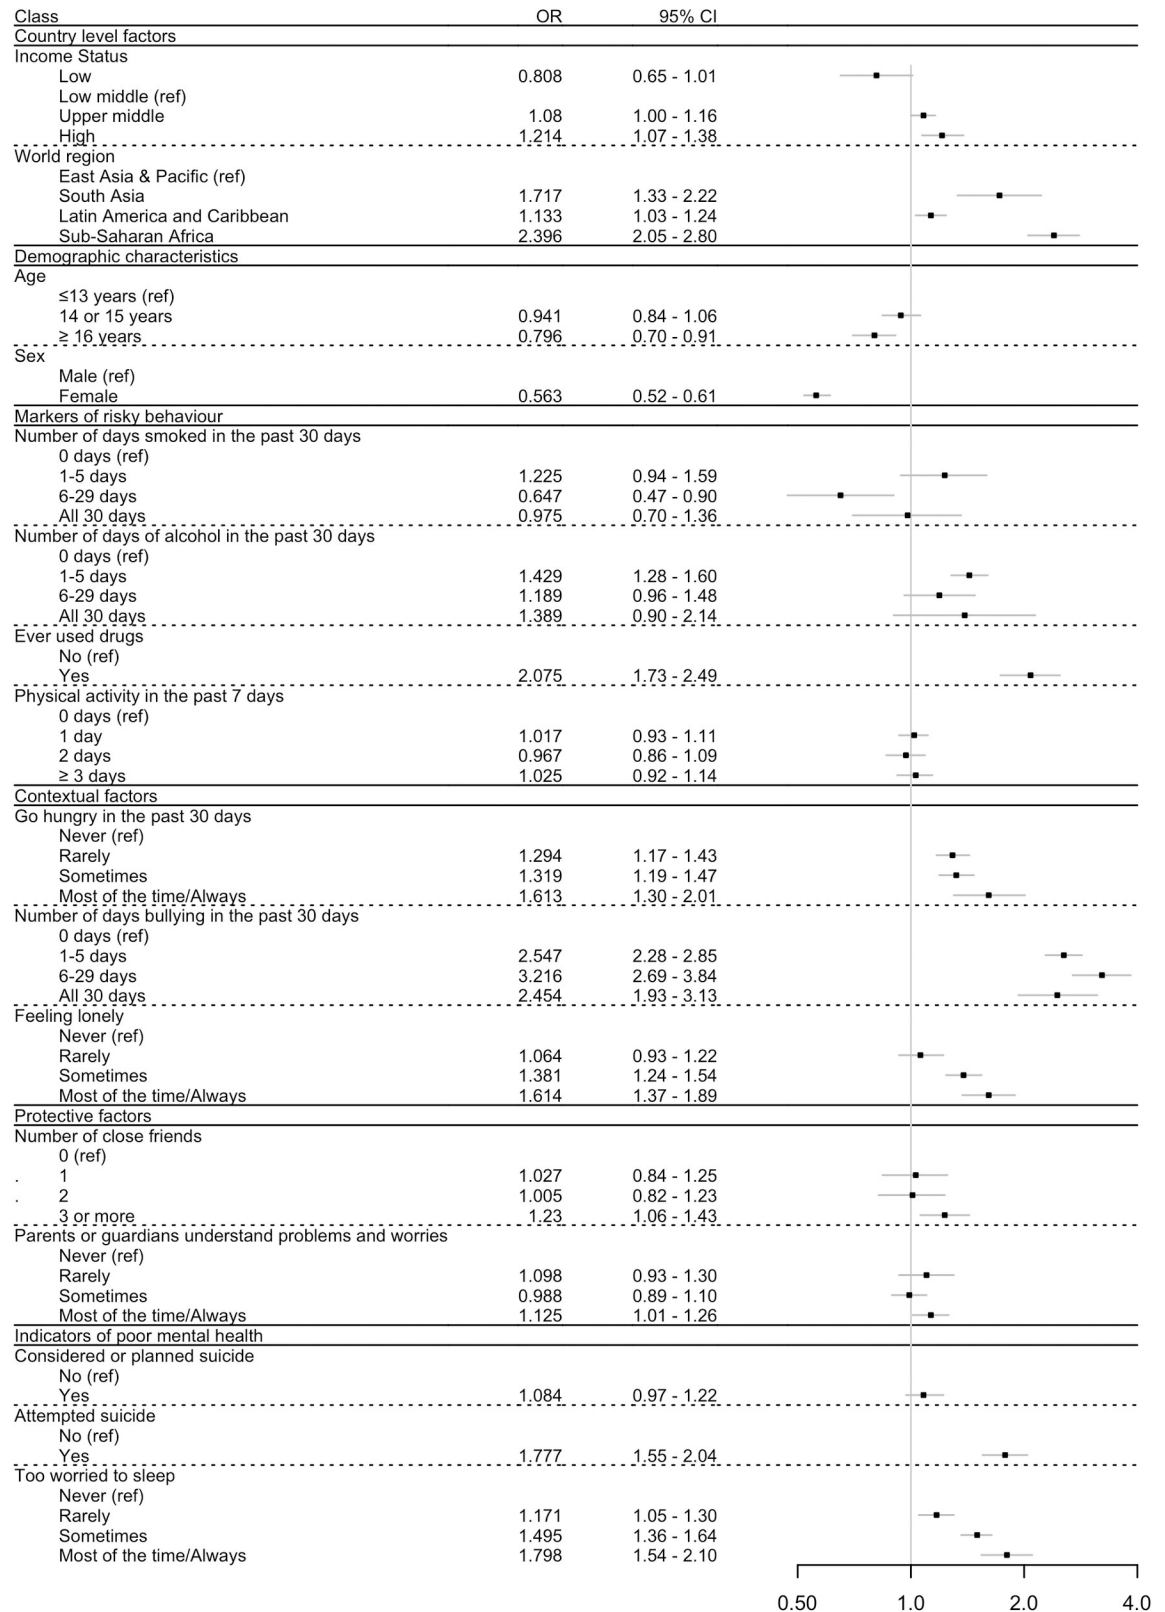 Class OR 95% CI
Country level factors
Income Status
Low 0.808 0.65 - 1.01
Low middle (ref)
Upper middle 1.08 1.00 - 1.16
High 1.214 1.07 - 1.38
World region
East Asia & Pacific (ref)
South Asia 1.717 1.33 - 2.22
Latin America and Caribbean 1.133 1.03 - 1.24
Sub-Saharan Africa 2.396 2.05 - 2.80
Demographic characteristics
Age
≤13 years (ref)
14 or 15 years 0.941 0.84 - 1.06
≥ 16 years 0.796 0.70 - 0.91
Sex
Male (ref)
Female 0.563 0.52 - 0.61
Markers of risky behaviour
Number of days smoked in the past 30 days
0 days (ref)
1-5 days 1.225 0.94 - 1.59
6-29 days 0.647 0.47 - 0.90
All 30 days 0.975 0.70 - 1.36
Number of days of alcohol in the past 30 days
0 days (ref)
1-5 days 1.429 1.28 - 1.60
6-29 days 1.189 0.96 - 1.48
All 30 days 1.389 0.90 - 2.14
Ever used drugs
No (ref)
Yes 2.075 1.73 - 2.49
Physical activity in the past 7 days
0 days (ref)
1 day 1.017 0.93 - 1.11
2 days 0.967 0.86 - 1.09
≥ 3 days 1.025 0.92 - 1.14
Contextual factors
Go hungry in the past 30 days
Never (ref)
Rarely 1.294 1.17 - 1.43
Sometimes 1.319 1.19 - 1.47
Most of the time/Always 1.613 1.30 - 2.01
Number of days bullying in the past 30 days
0 days (ref)
1-5 days 2.547 2.28 - 2.85
6-29 days 3.216 2.69 - 3.84
All 30 days 2.454 1.93 - 3.13
Feeling lonely
Never (ref)
Rarely 1.064 0.93 - 1.22
Sometimes 1.381 1.24 - 1.54
Most of the time/Always 1.614 1.37 - 1.89
Protective factors
Number of close friends
0 (ref)
. 1 1.027 0.84 - 1.25
. 2 1.005 0.82 - 1.23
3 or more 1.23 1.06 - 1.43
Parents or guardians understand problems and worries
Never (ref)
Rarely 1.098 0.93 - 1.30
Sometimes 0.988 0.89 - 1.10
Most of the time/Always 1.125 1.01 - 1.26
Indicators of poor mental health
Considered or planned suicide
No (ref)
Yes 1.084 0.97 - 1.22
Attempted suicide
No (ref)
Yes 1.777 1.55 - 2.04
Too worried to sleep
Never (ref)
Rarely 1.171 1.05 - 1.30
Sometimes 1.495 1.36 - 1.64
Most of the time/Always 1.798 1.54 - 2.10
0.50 1.0 2.0 4.0